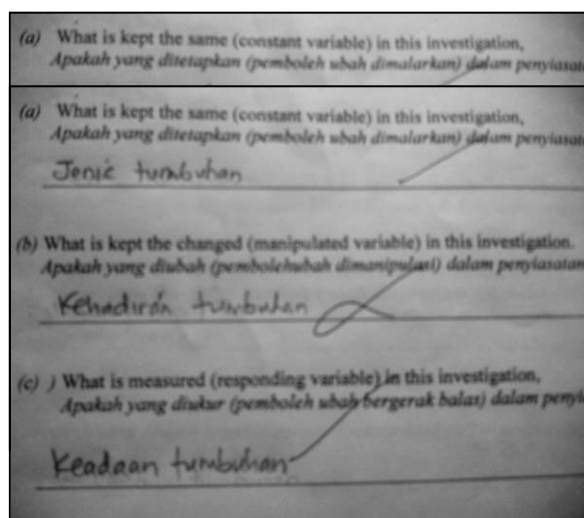 (a) What is kept the same (constant variable) in this investigation,
Apakah yang ditetapkan (pemboleh ubah dimalarkan) dalam penyiasat
(a) What is kept the same (constant variable) in this investigation,
Apakah yang ditetapkan (pemboleh ubah dimalarkan) dalam penyiasat
Jenis tumbuhan
(b) What is kept the changed (manipulated variable) in this investigation.
Apakah yang diubah (pembolehubah dimanipulasi) dalam penyiasatan
Kehadiran tumbuhan
(c) ) What is measured (responding variable) in this investigation,
Apakah yang diukur (pemboleh ubah bergerak balas) dalam penyi
Keadaan tumbuhan